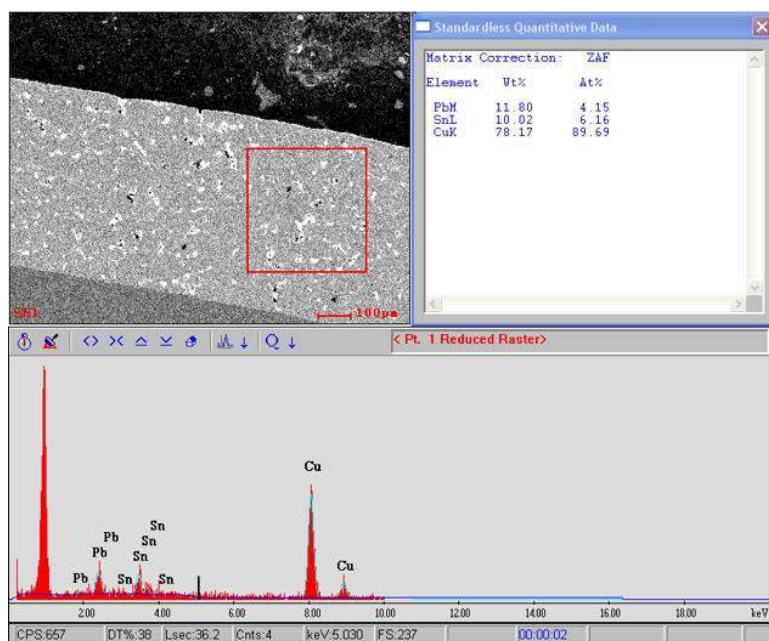 Standardless Quantitative Data
Matrix Correction: ZAF
Element Wt% At%
PbM 11.80 4.15
SnL 10.02 6.16
CuK 78.17 89.69
100µm
Q
< Pt. 1 Reduced Raster>
Cu
Sn
Pb Sn
Pb Sn
Pb Sn Sn Cu
2.00 4.00 6.00 8.00 10.00 12.00 14.00 16.00 18.00 keV
CPS:657 DT%:38 Lsec:36.2 Cnts:4 keV:5.030 FS:237 00:00:02